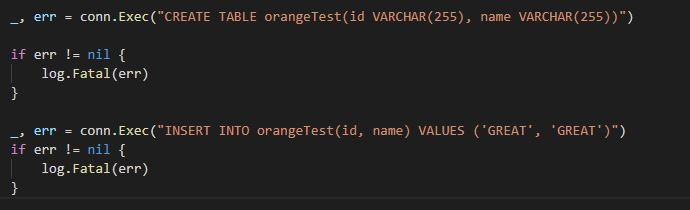 _, err = conn.Exec("CREATE TABLE orangeTest(id VARCHAR(255), name VARCHAR(255))")
if err != nil {
log.Fatal(err)
}
_, err = conn.Exec("INSERT INTO orangeTest(id, name) VALUES ('GREAT', 'GREAT')")
if err != nil {
log.Fatal(err)
}